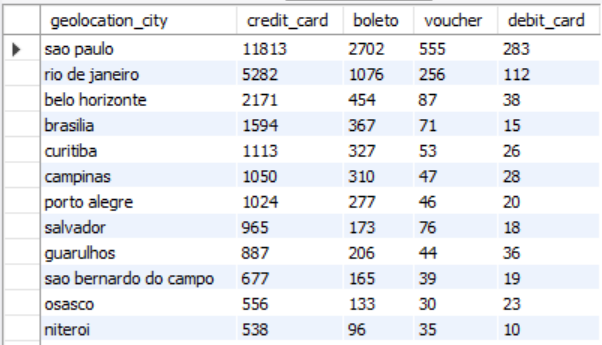 geolocation_city credit_card boleto voucher debit_card
sao paulo 11813 2702 555 283
rio de janeiro 5282 1076 256 112
belo horizonte 2171 454 87 38
brasilia 1594 367 71 15
curitiba 1113 327 53 26
campinas 1050 310 47 28
porto alegre 1024 277 46 20
salvador 965 173 76 18
guarulhos 887 206 44 36
sao bernardo do campo 677 165 39 19
osasco 556 133 30 23
niteroi 538 96 35 10